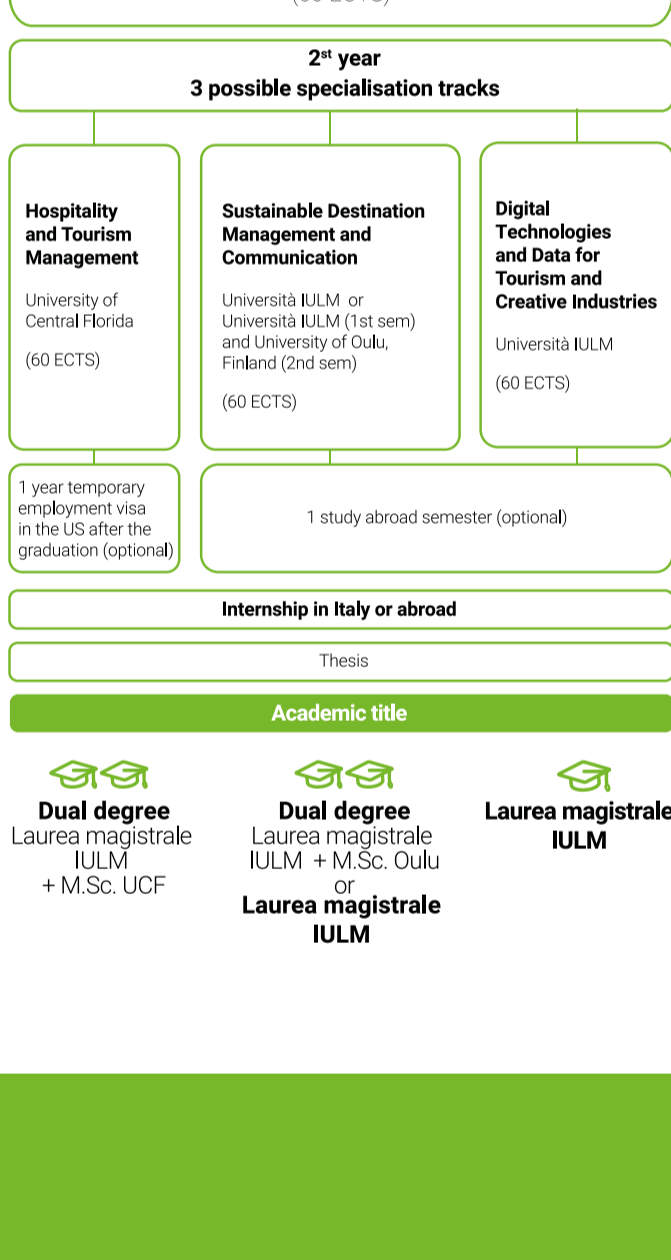 (60 ECTS)
2st year
3 possible specialisation tracks
Hospitality
and Tourism
Management
University of
Central Florida
(60 ECTS)
Sustainable Destination
Management and
Communication
Università IULM or
Università IULM (1st sem)
and University of Oulu,
Finland (2nd sem)
(60 ECTS)
Digital
Technologies
and Data for
Tourism and
Creative Industries
Università IULM
(60 ECTS)
1 year temporary
employment visa
in the US after the
graduation (optional)
1 study abroad semester (optional)
Internship in Italy or abroad
Thesis
Academic title
Dual degree
Laurea magistrale
IULM
+ M.Sc. UCF
Dual degree
Laurea magistrale
IULM + M.Sc. Oulu
or
Laurea magistrale
IULM
Laurea magistrale
IULM